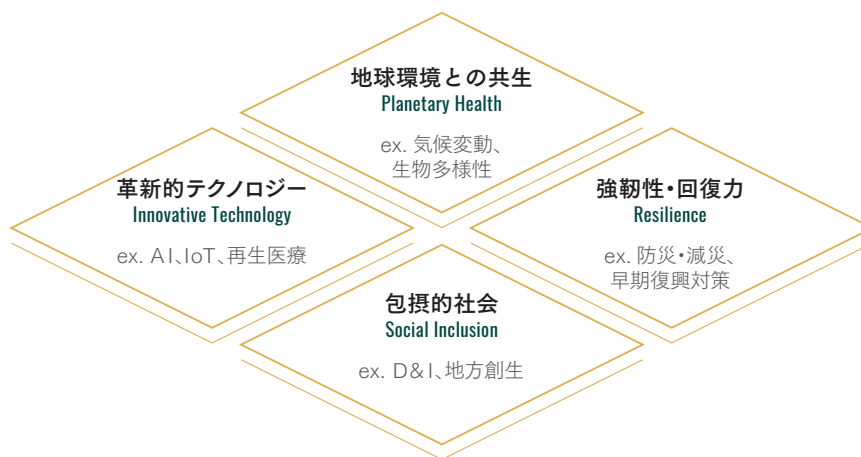 地球環境との共生
Planetary Health
ex. 気候変動、
生物多様性
革新的テクノロジー
Innovative Technology
ex. AI、IoT、再生医療
強靭性・回復力
Resilience
ex. 防災・減災、
早期復興対策
包摂的社会
Social Inclusion
ex. D&I、地方創生